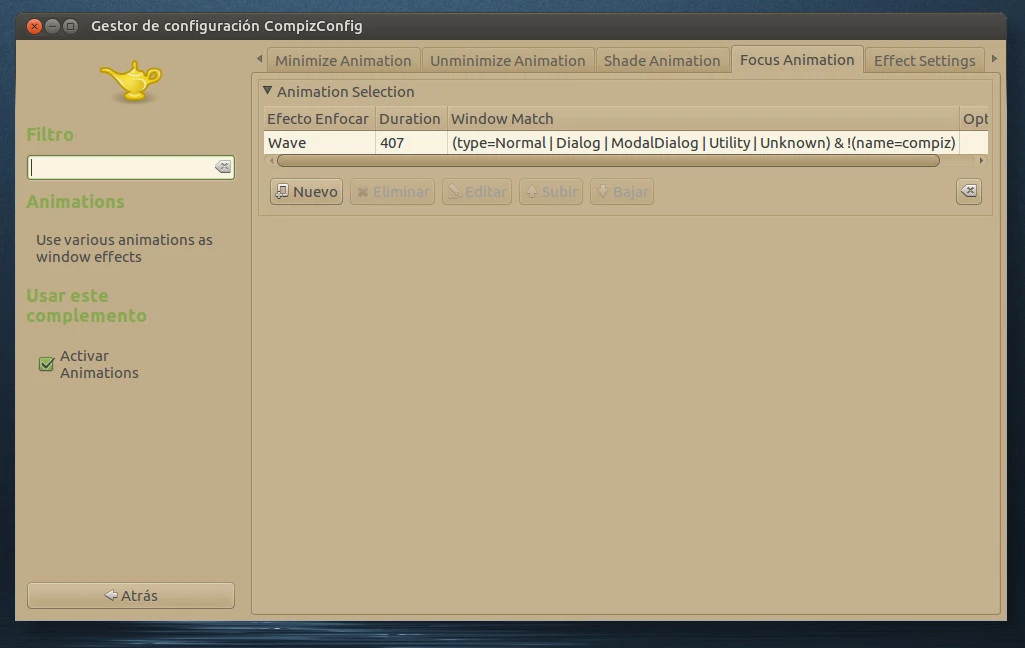 Gestor de configuración CompizConfig
Filtro
Animations
Use various animations as
window effects
Usar este
complemento
Activar
Animations
Atrás
Minimize Animation Unminimize Animation Shade Animation Focus Animation Effect Settings
Animation Selection
Efecto Enfocar Duration Window Match Opt
Wave 407 (type=Normal | Dialog | ModalDialog | Utility | Unknown) & !(name=compiz)
Nuevo Eliminar Editar Subir Bajar